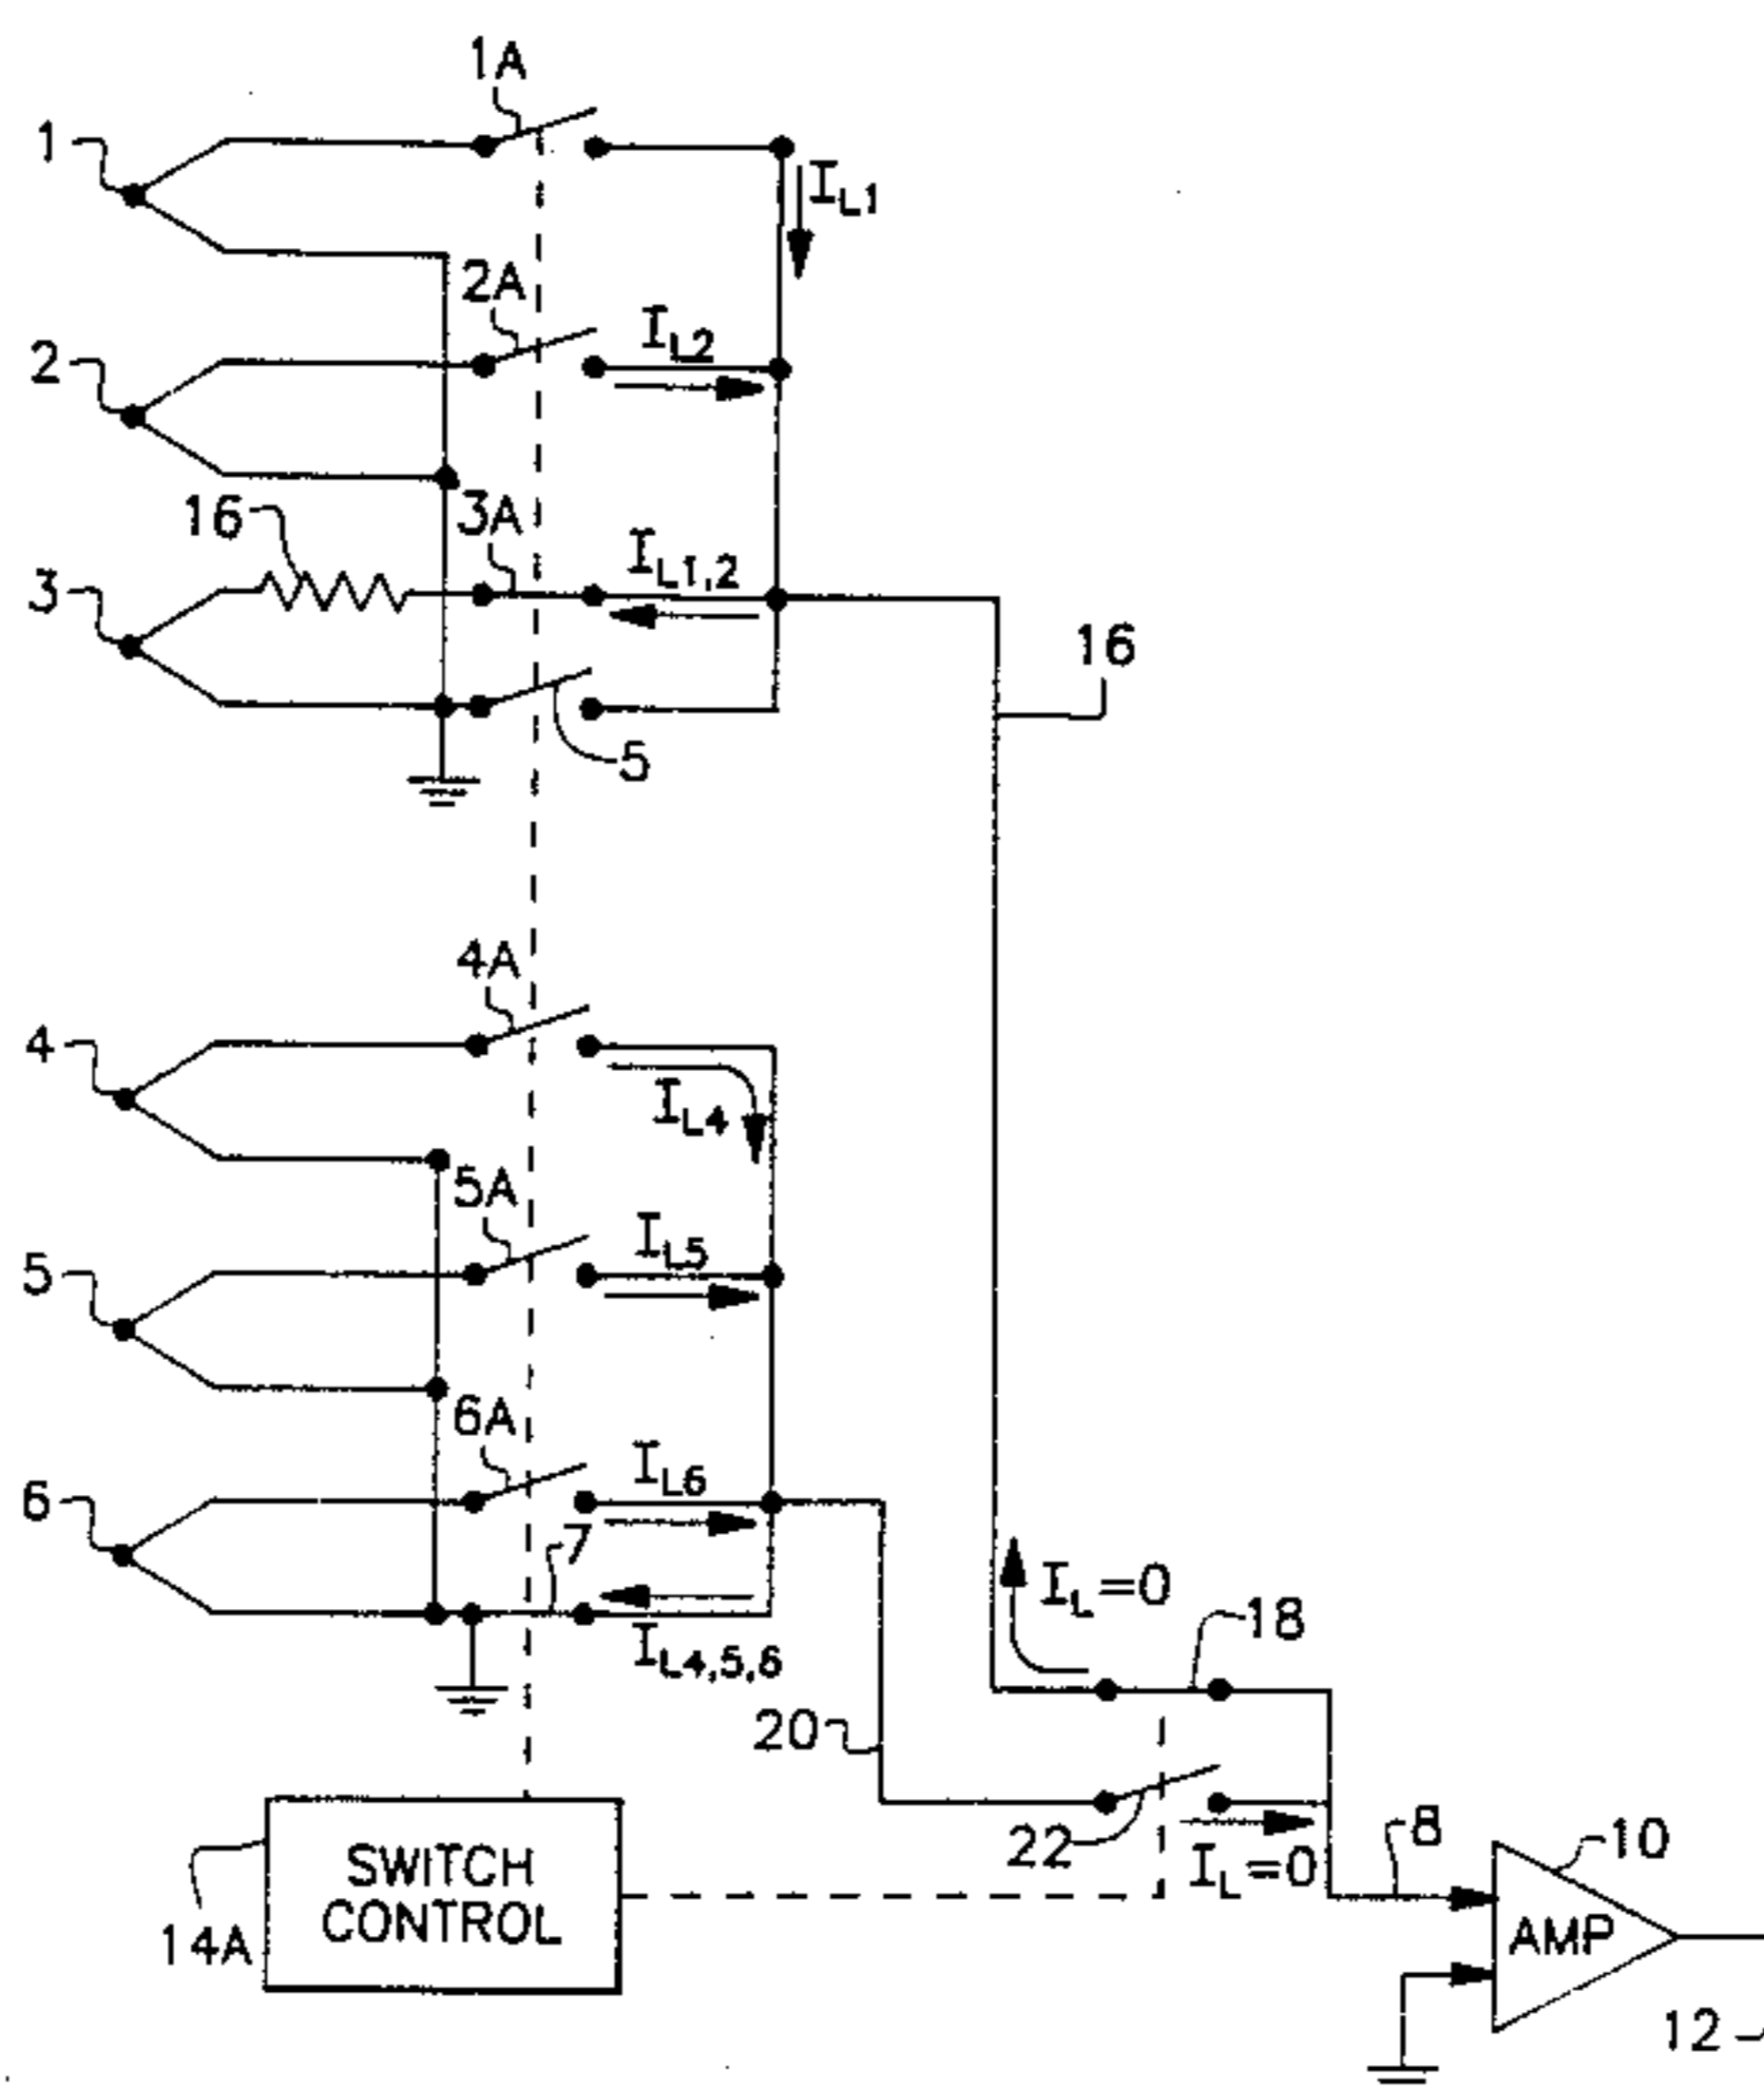 1A
1
I_L1
2A
I_L2
2
16
3A
I_L1,2
3
16
5
4A
4
I_L4
5A
I_L5
5
6A
I_L6
6
7
I_L=0
18
I_L4,5,6
20
22
8
10
I_L=0
SWITCH
CONTROL
14A
AMP
12